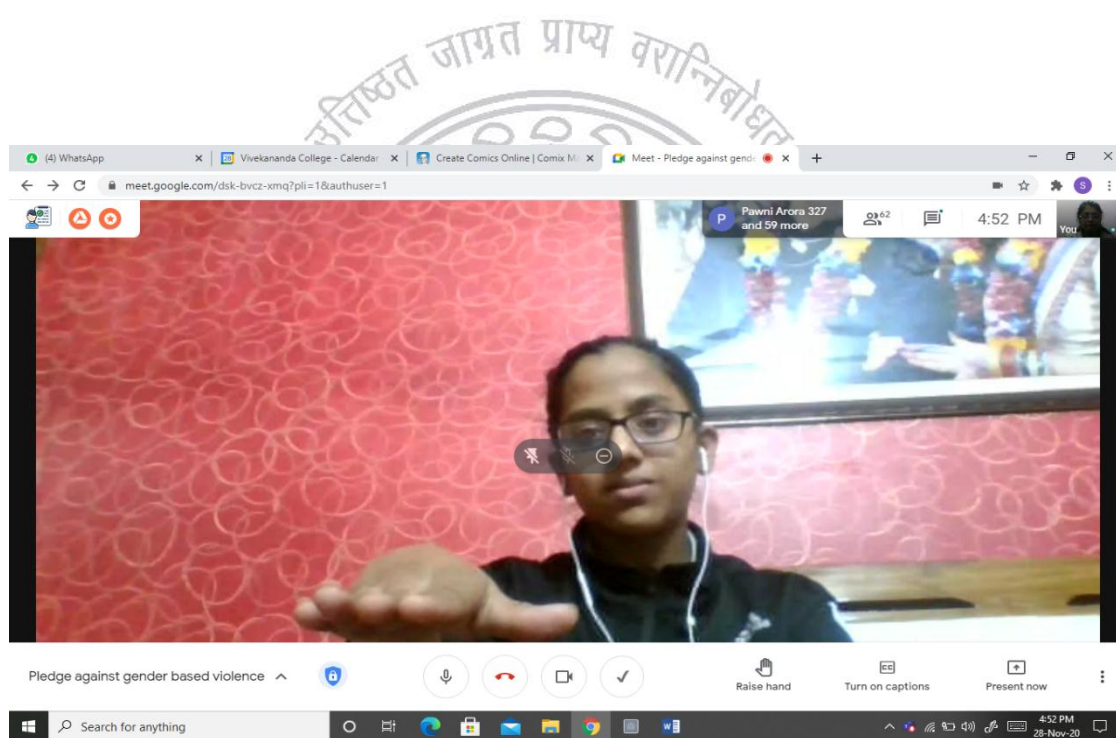 उत्तिष्ठत जाग्रत प्राप्य वरान्निबोधत
(4) WhatsApp
Vivekananda College - Calendar
Create Comics Online | Comix M
Meet - Pledge against gende
meet.google.com/dsk-bvcz-xmq?pli=1&authuser=1
Pawni Arora 327
and 59 more
P
62
4:52 PM
You
S
Pledge against gender based violence
Raise hand
Turn on captions
Present now
Search for anything
4:52 PM
28-Nov-20